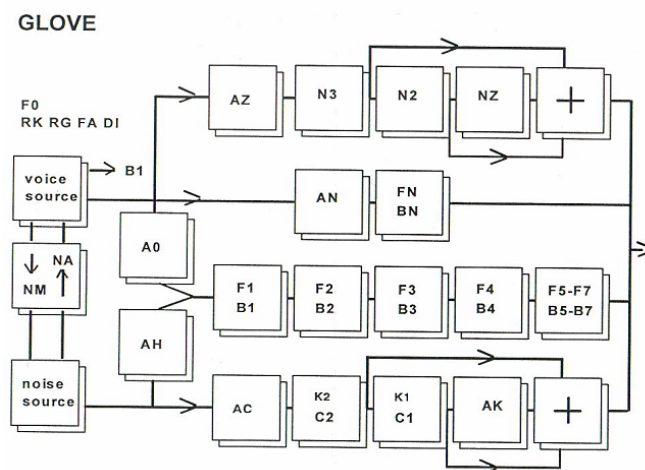 GLOVE
F0
RK RG FA DI
AZ
N3
N2
NZ
+
voice
source
B1
AN
FN
BN
A0
NA
NM
F1
B1
F2
B2
F3
B3
F4
B4
F5-F7
B5-B7
AH
noise
source
AC
K2
C2
K1
C1
AK
+